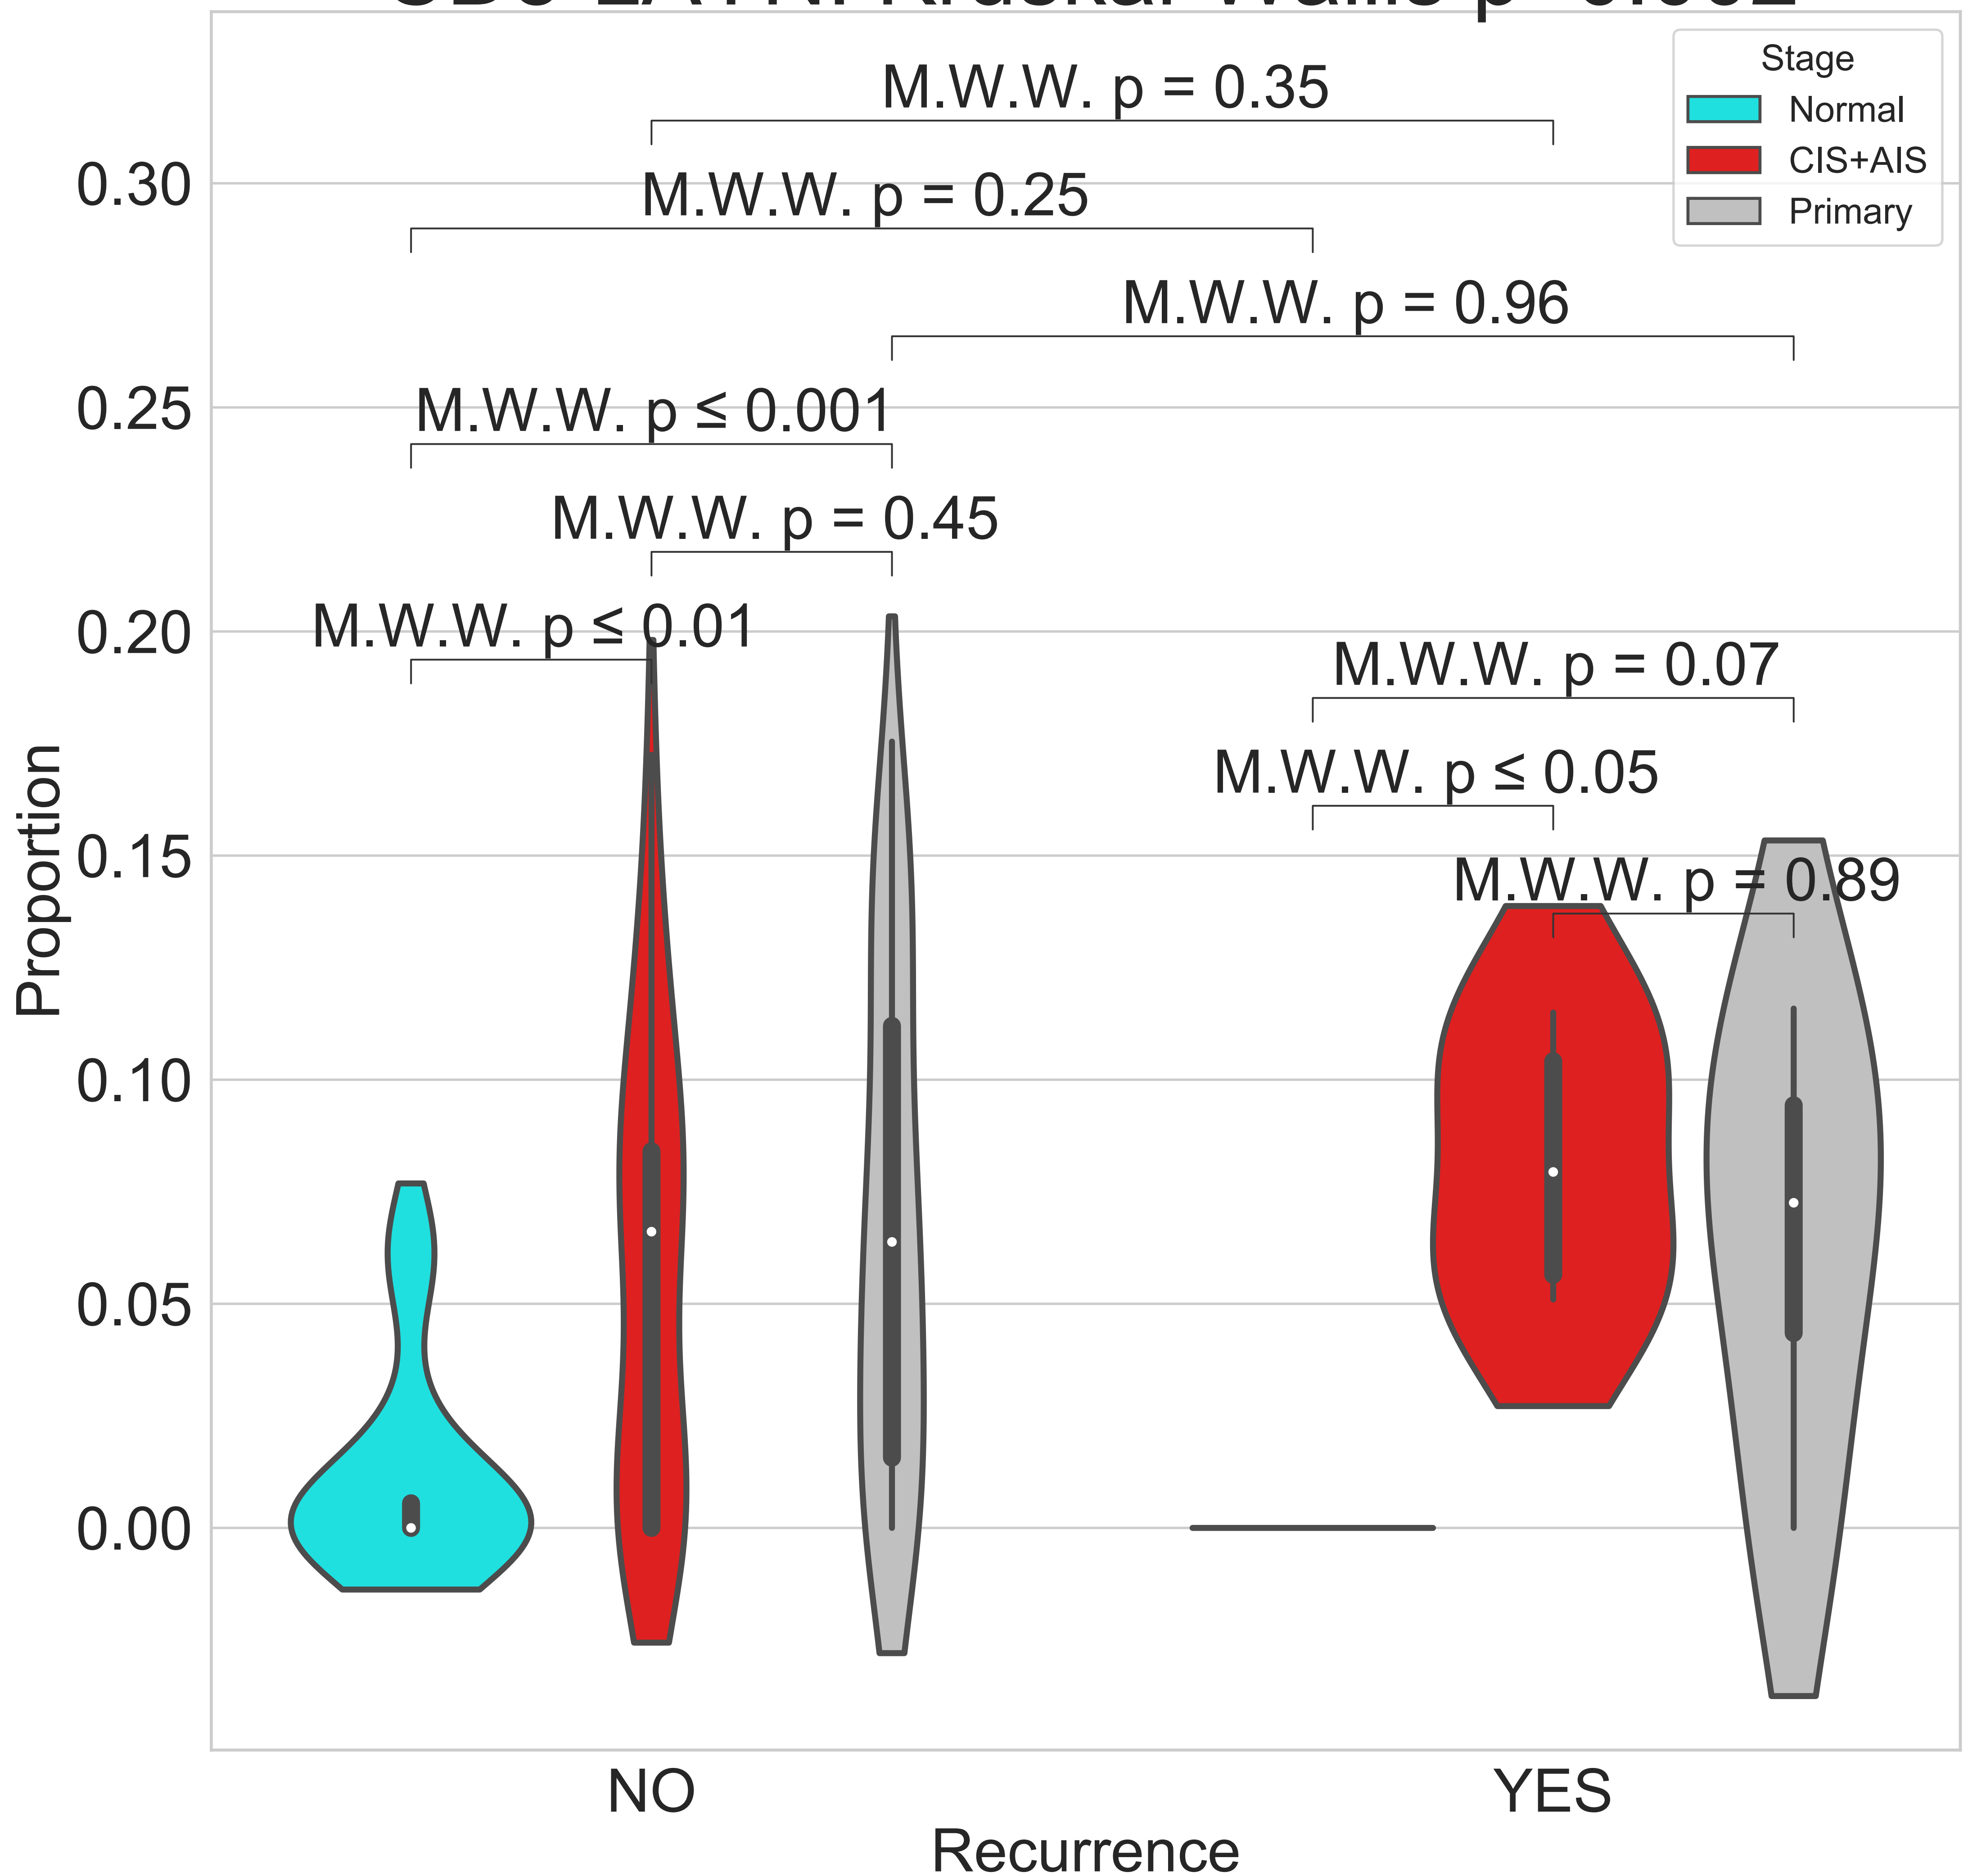 Stage
Normal
CIS+AIS
Primary
M.W.W. p = 0.35
M.W.W. p = 0.25
M.W.W. p = 0.96
M.W.W. p ≤ 0.001
M.W.W. p = 0.45
M.W.W. p ≤ 0.01
M.W.W. p = 0.07
M.W.W. p ≤ 0.05
M.W.W. p = 0.89
0.30
0.25
0.20
0.15
0.10
0.05
0.00
Proportion
NO
YES
Recurrence